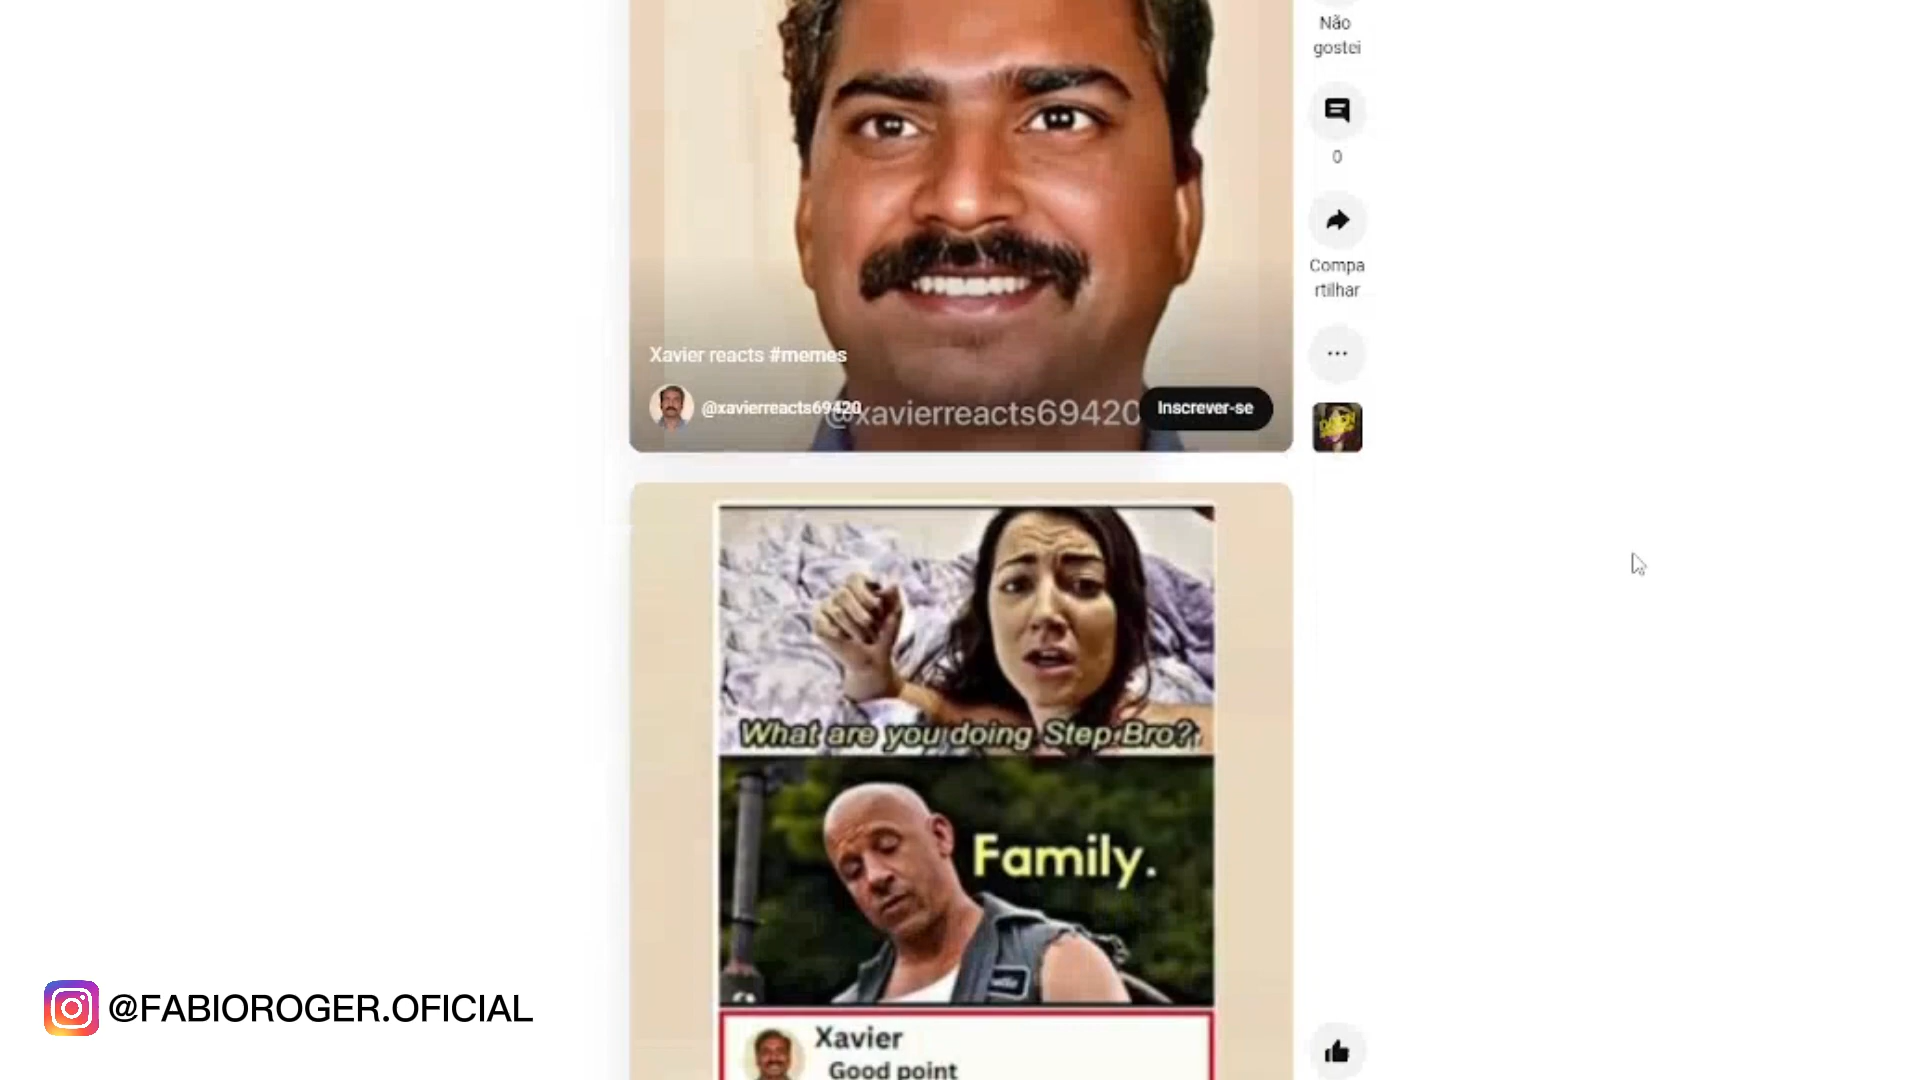 Não
gostei
0
Compa
rtilhar
Xavier reacts #memes
@xavierreacts69420
@xavierreacts69420
Inscrever-se
What are you doing Step Bro?
Family.
@FABIOROGER.OFICIAL
Xavier
Good point